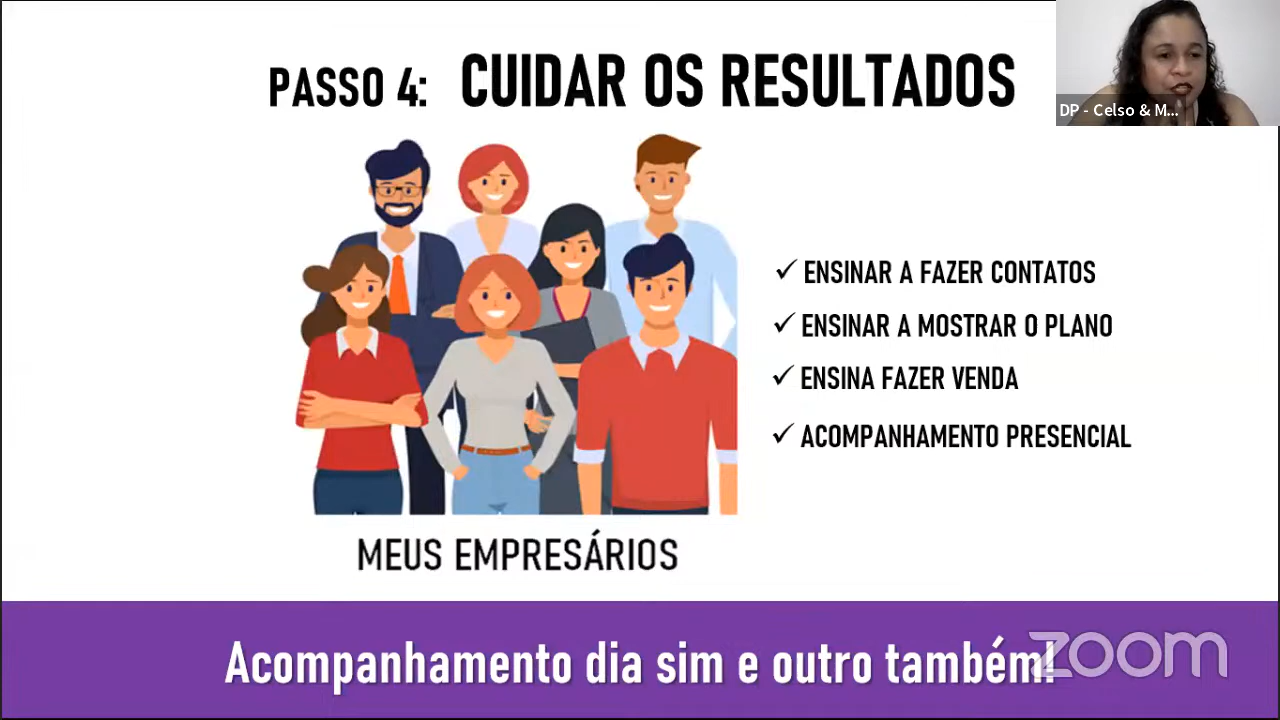 PASSO 4: CUIDAR OS RESULTADOS
DP - Celso & M...
✓ ENSINAR A FAZER CONTATOS
✓ ENSINAR A MOSTRAR O PLANO
✓ ENSINA FAZER VENDA
✓ ACOMPANHAMENTO PRESENCIAL
MEUS EMPRESÁRIOS
Acompanhamento dia sim e outro também!
zoom